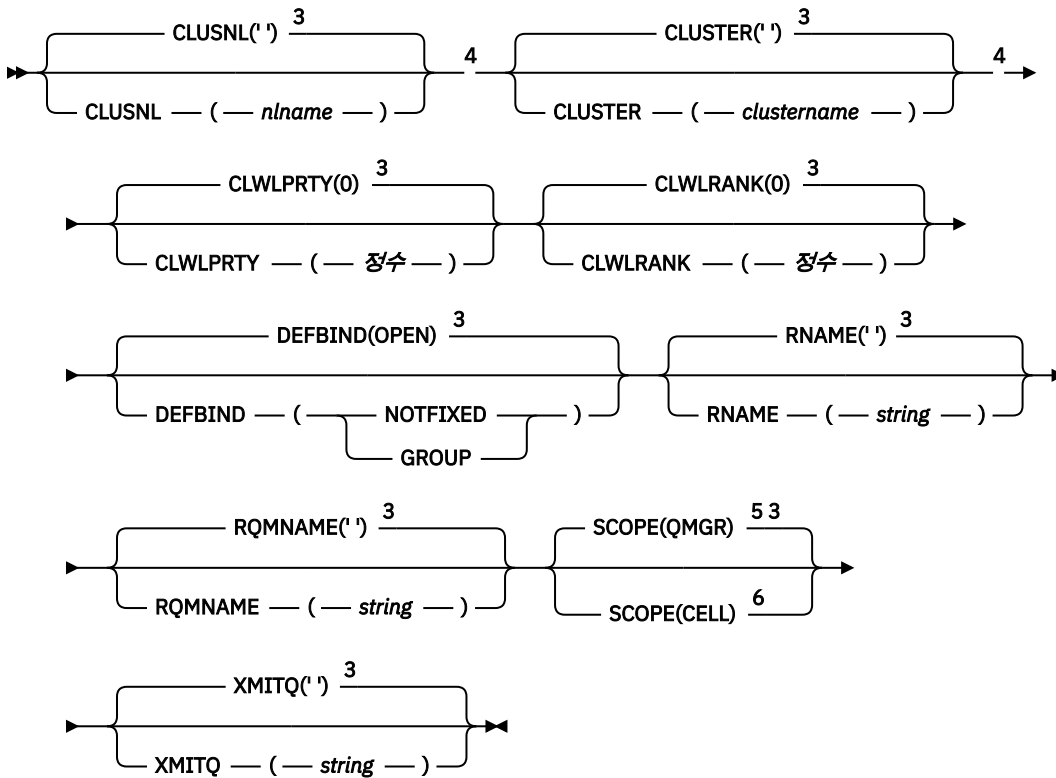 CLUSNL(' ') 3 CLUSTER(' ') 3
4 4
CLUSNL ( nlname ) CLUSTER ( clustername )
CLWLPRTY(0) 3 CLWLRANK(0) 3
CLWLPRTY ( 정수 ) CLWLRANK ( 정수 )
DEFBIND(OPEN) 3 RNAME(' ') 3
DEFBIND ( NOTFIXED ) RNAME ( string )
GROUP
RQMNAME(' ') 3 SCOPE(QMGR) 5 3
RQMNAME ( string ) SCOPE(CELL) 6
XMITQ(' ') 3
XMITQ ( string )